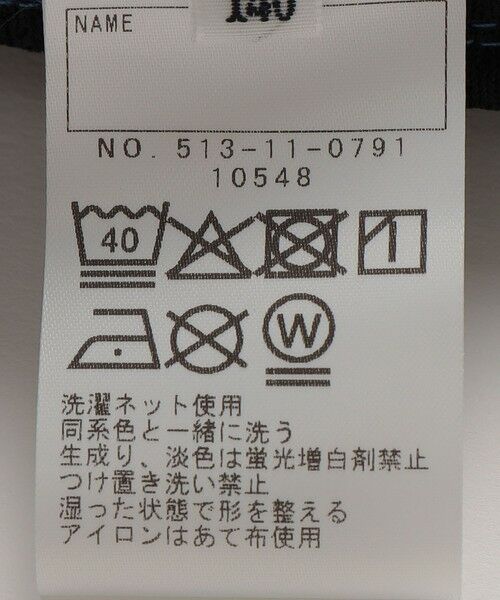 140
NAME
NO. 513-11-0791
10548
40
W
洗濯ネット使用
同系色と一緒に洗う
生成り、淡色は蛍光増白剤禁止
つけ置き洗い禁止
湿った状態で形を整える
アイロンはあて布使用